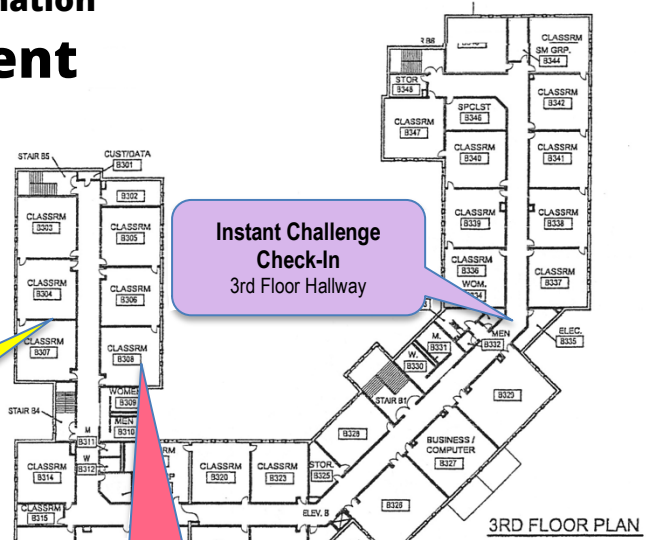 ent
R B6
CLASSRM
SM GRP.
B344
STOR
B348
CLASSRM
B342
SPCLST
B346
CLASSRM
B347
CLASSRM
B340
CLASSRM
B341
STAIR B5
CUST/DATA
B301
B302
CLASSRM
B303
CLASSRM
B305
CLASSRM
B339
CLASSRM
B338
Instant Challenge
Check-In
3rd Floor Hallway
CLASSRM
B336
WOM.
CLASSRM
B337
CLASSRM
B304
CLASSRM
B306
MEN
B332
ELEC.
B335
M.
B331
W.
B330
CLASSRM
B307
CLASSRM
B308
WOMEN
B309
STAIR B1
B329
STAIR B4
MEN
B310
M
B311
B328
BUSINESS /
COMPUTER
B327
W
B312
CLASSRM
B314
RM
CLASSRM
B320
CLASSRM
B323
STOR.
B325
CLASSRM
B315
ELEV. B
B326
3RD FLOOR PLAN